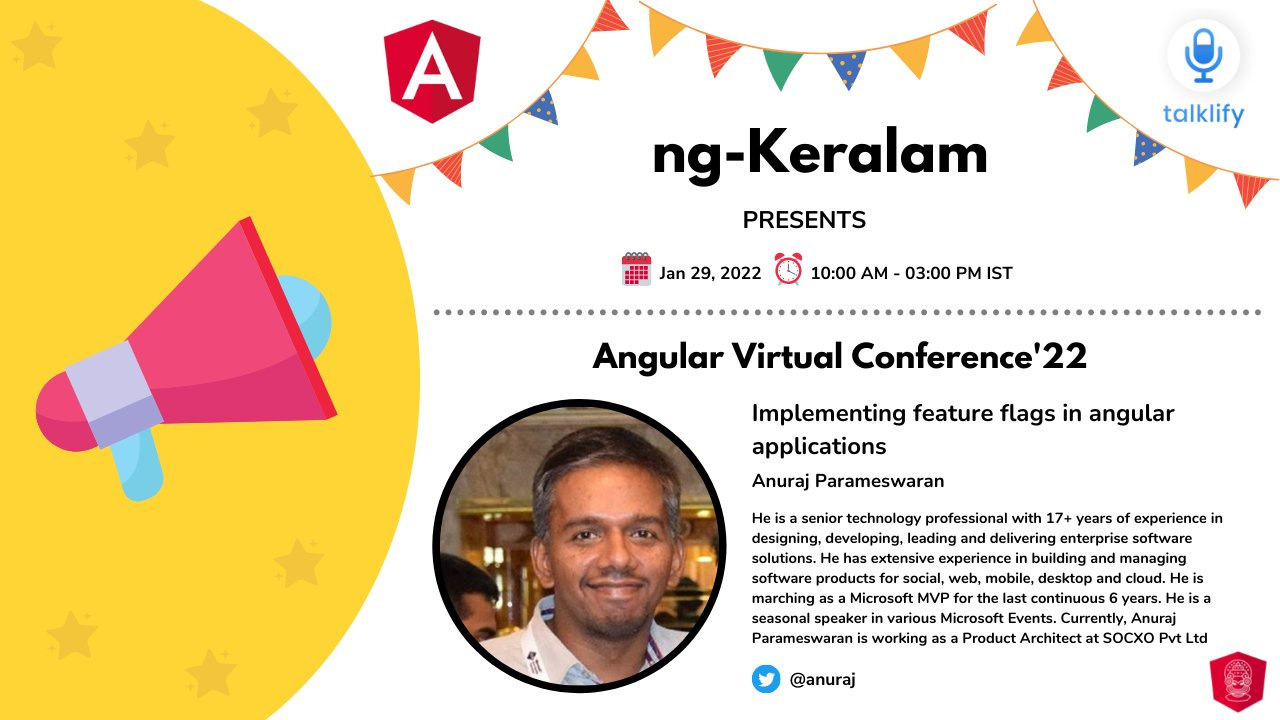 A
talklify
ng-Keralam
PRESENTS
Jan 29, 2022 10:00 AM - 03:00 PM IST
Angular Virtual Conference'22
Implementing feature flags in angular
applications
Anuraj Parameswaran
He is a senior technology professional with 17+ years of experience in
designing, developing, leading and delivering enterprise software
solutions. He has extensive experience in building and managing
software products for social, web, mobile, desktop and cloud. He is
marching as a Microsoft MVP for the last continuous 6 years. He is a
seasonal speaker in various Microsoft Events. Currently, Anuraj
Parameswaran is working as a Product Architect at SOCXO Pvt Ltd
@anuraj